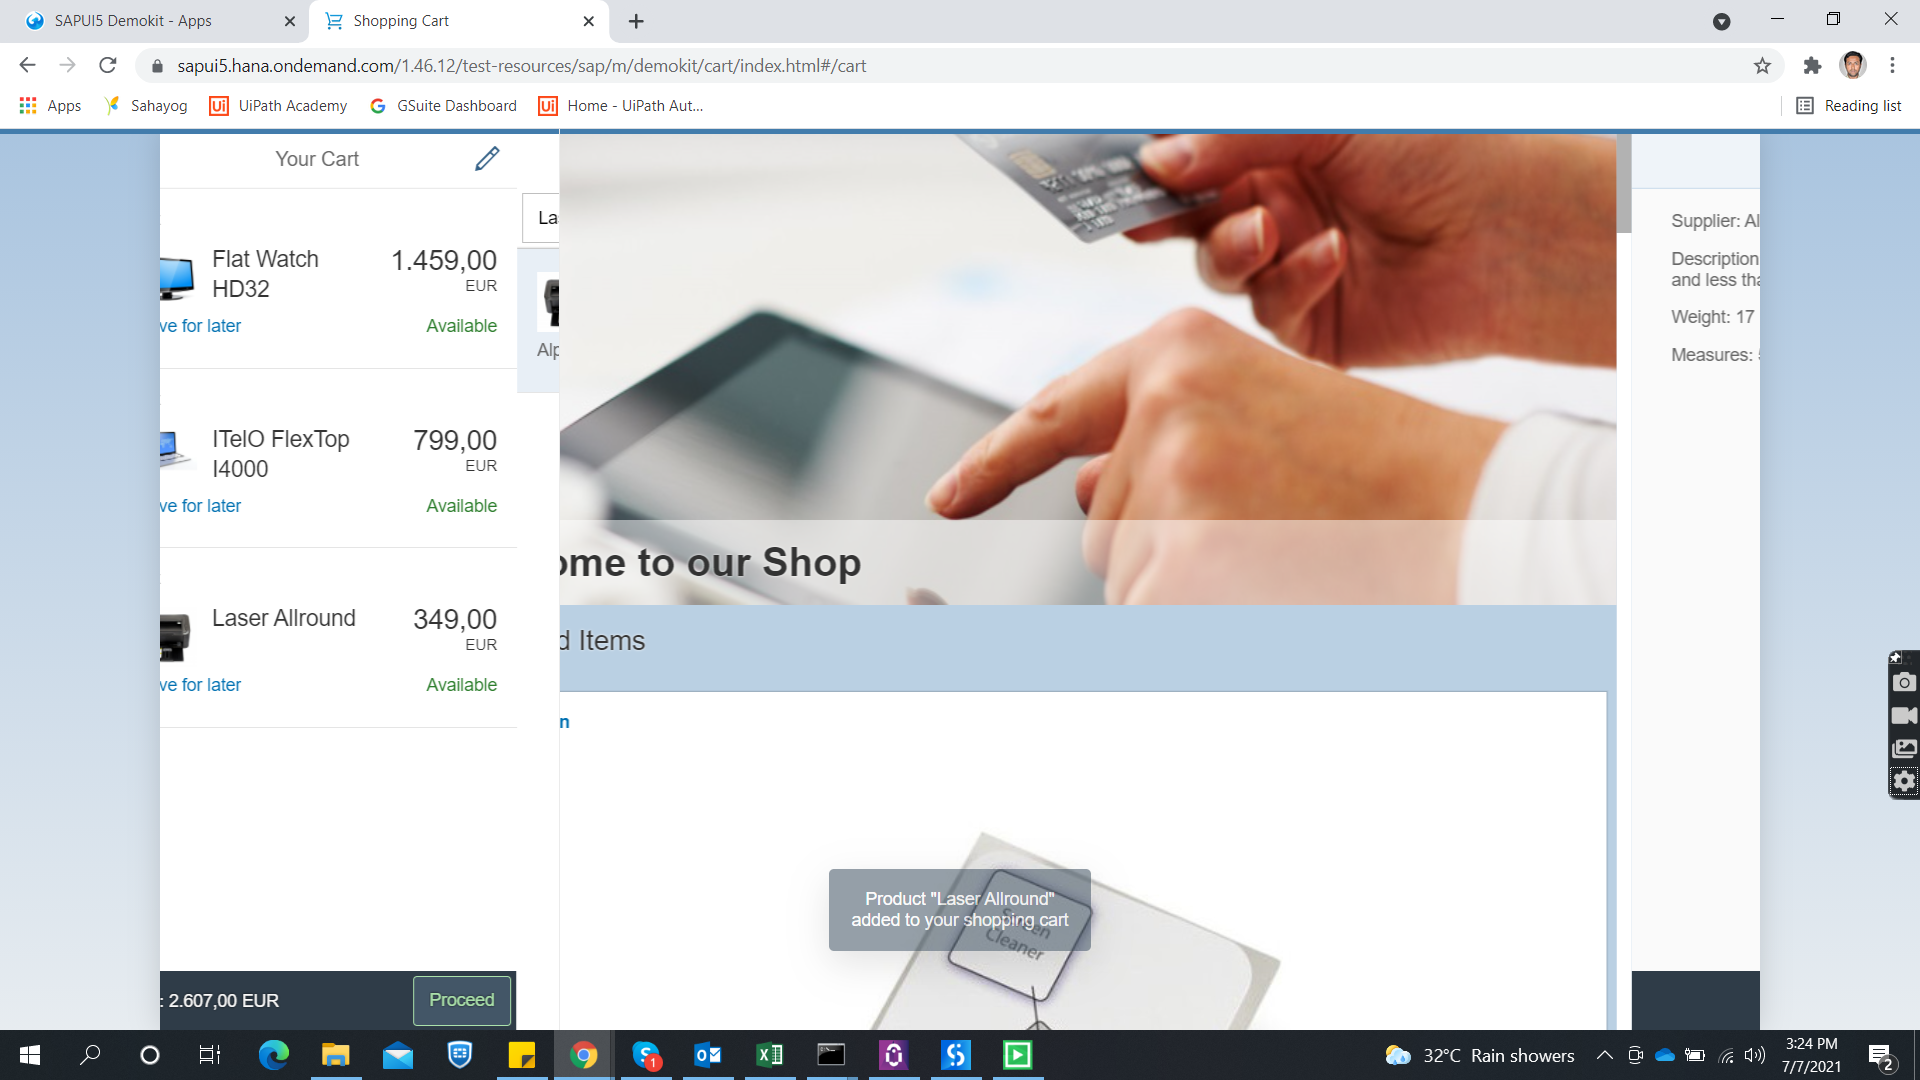 SAPUI5 Demokit - Apps
Shopping Cart
sapui5.hana.ondemand.com/1.46.12/test-resources/sap/m/demokit/cart/index.html#/cart
Apps
Sahayog
UiPath Academy
GSuite Dashboard
Home - UiPath Aut...
Reading list
Your Cart
Flat Watch
HD32
1.459,00
EUR
ve for later
Available
ITelO FlexTop
I4000
799,00
EUR
ve for later
Available
Laser Allround
349,00
EUR
ve for later
Available
: 2.607,00 EUR
Proceed
La
Alp
ome to our Shop
d Items
n
Screen
Cleaner
Product "Laser Allround"
added to your shopping cart
Supplier: Al
Description
and less tha
Weight: 17
Measures:
32°C Rain showers
3:24 PM
7/7/2021
1
2